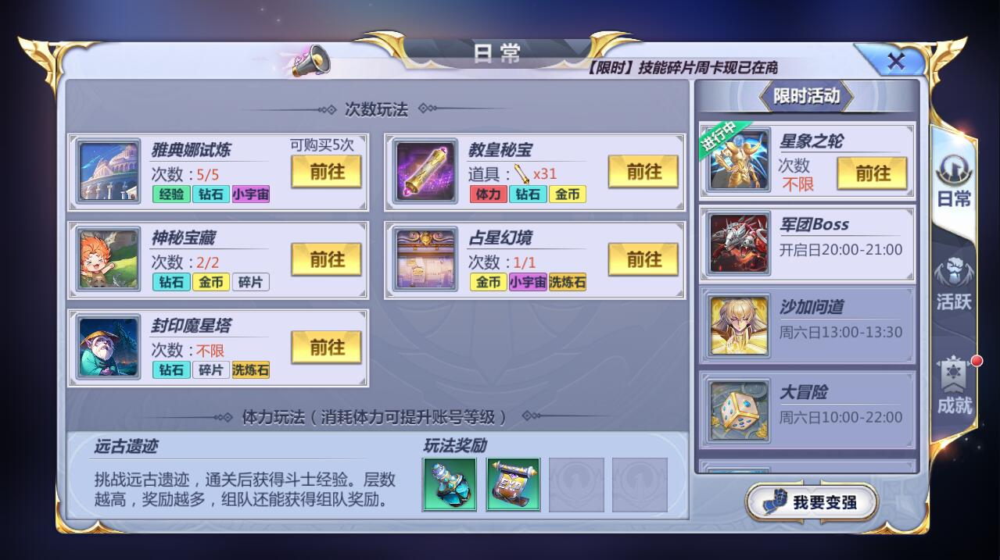 日常
【限时】技能碎片周卡现已在商
次数玩法
雅典娜试炼
可购买5次
次数：5/5
前往
经验 钻石 小宇宙
教皇秘宝
道具： x31
前往
体力 钻石 金币
神秘宝藏
次数：2/2
前往
钻石 金币 碎片
占星幻境
次数：1/1
前往
金币 小宇宙 洗炼石
封印魔星塔
次数：不限
前往
钻石 碎片 洗炼石
体力玩法（消耗体力可提升账号等级）
远古遗迹
挑战远古遗迹，通关后获得斗士经验。层数
越高，奖励越多，组队还能获得组队奖励。
玩法奖励
EXP
限时活动
进行中
星象之轮
次数
不限
前往
军团Boss
开启日20:00-21:00
沙加问道
周六日13:00-13:30
大冒险
周六日10:00-22:00
我要变强
日常
活跃
成就